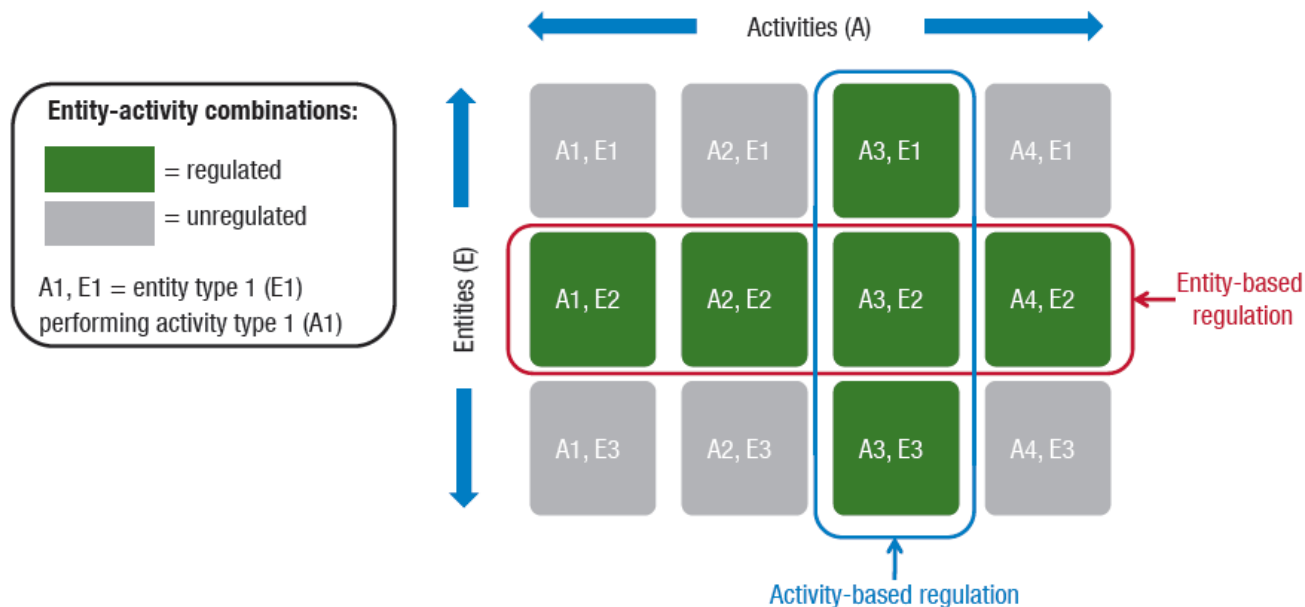 Activities (A)
Entity-activity combinations:
= regulated
= unregulated
A1, E1 = entity type 1 (E1)
performing activity type 1 (A1)
Entities (E)
A1, E1
A2, E1
A3, E1
A4, E1
A1, E2
A2, E2
A3, E2
A4, E2
A1, E3
A2, E3
A3, E3
A4, E3
Entity-based
regulation
Activity-based regulation